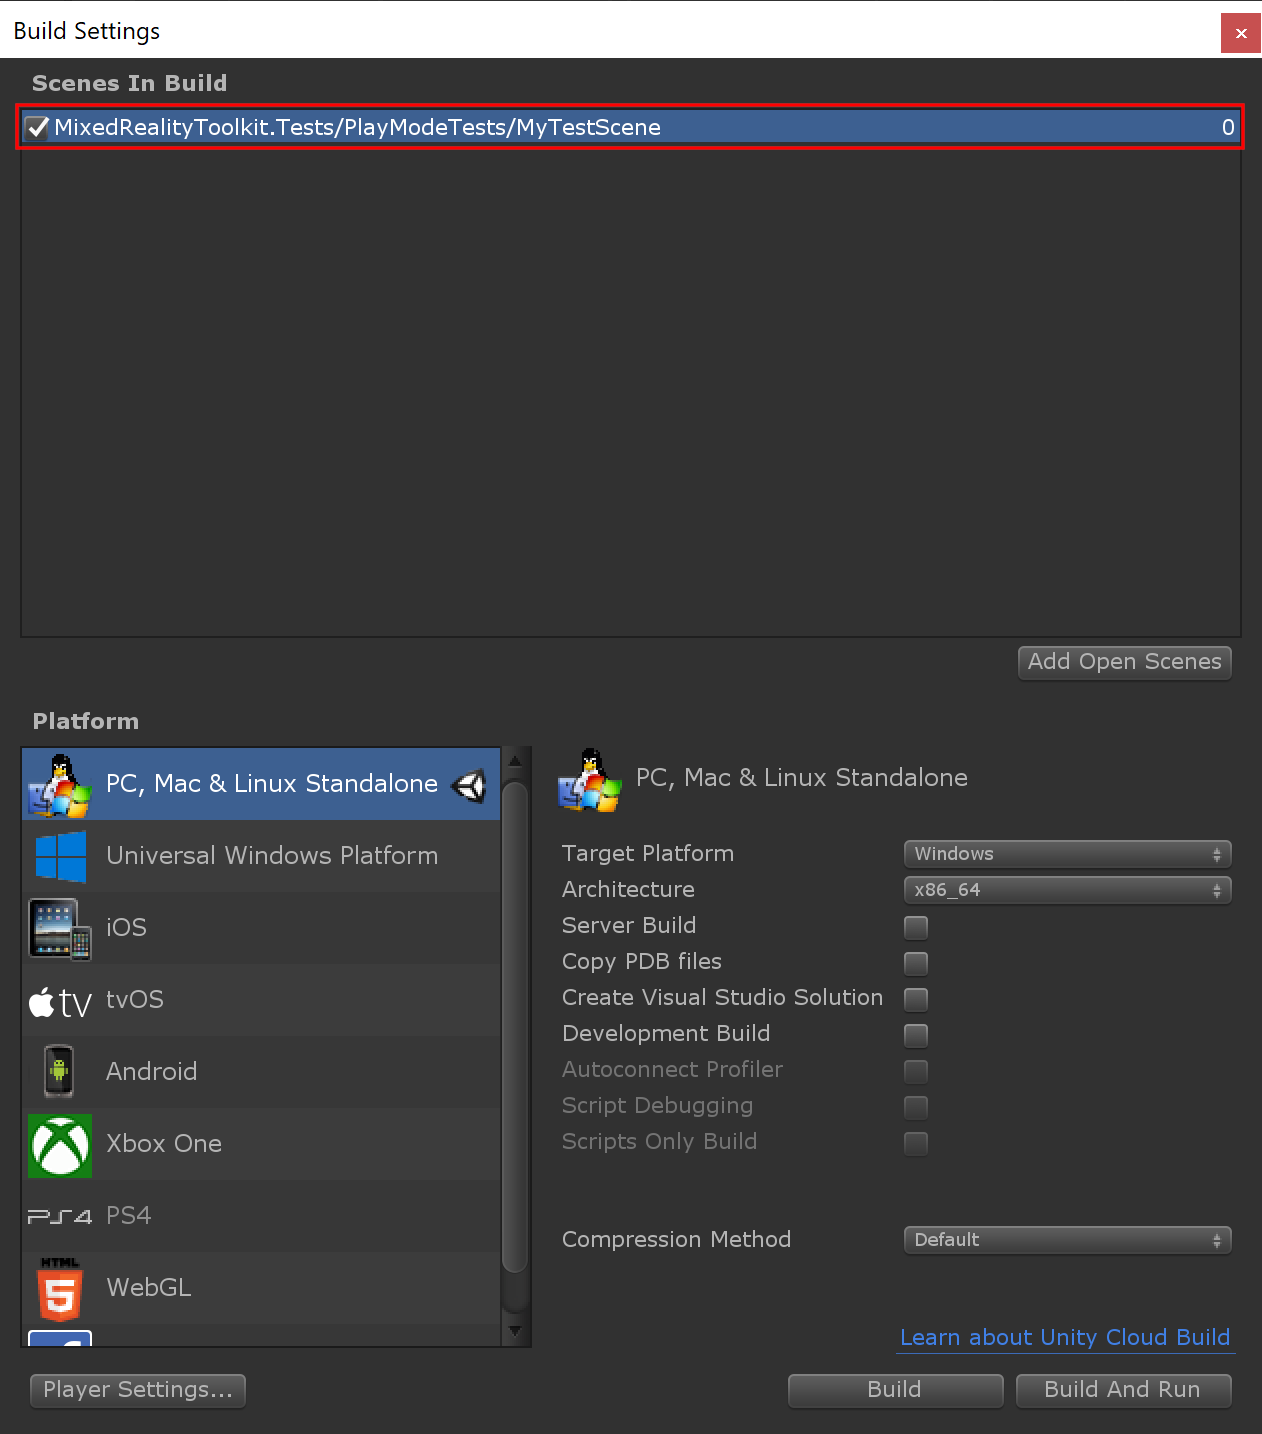 Build Settings
Scenes In Build
MixedRealityToolkit.Tests/PlayModeTests/MyTestScene 0
Add Open Scenes
Platform
PC, Mac & Linux Standalone
Universal Windows Platform
iOS
tv tvOS
Android
Xbox One
PS4 PS4
HTML 5 WebGL
PC, Mac & Linux Standalone
Target Platform Windows
Architecture x86_64
Server Build
Copy PDB files
Create Visual Studio Solution
Development Build
Autoconnect Profiler
Script Debugging
Scripts Only Build
Compression Method Default
Learn about Unity Cloud Build
Player Settings...
Build
Build And Run